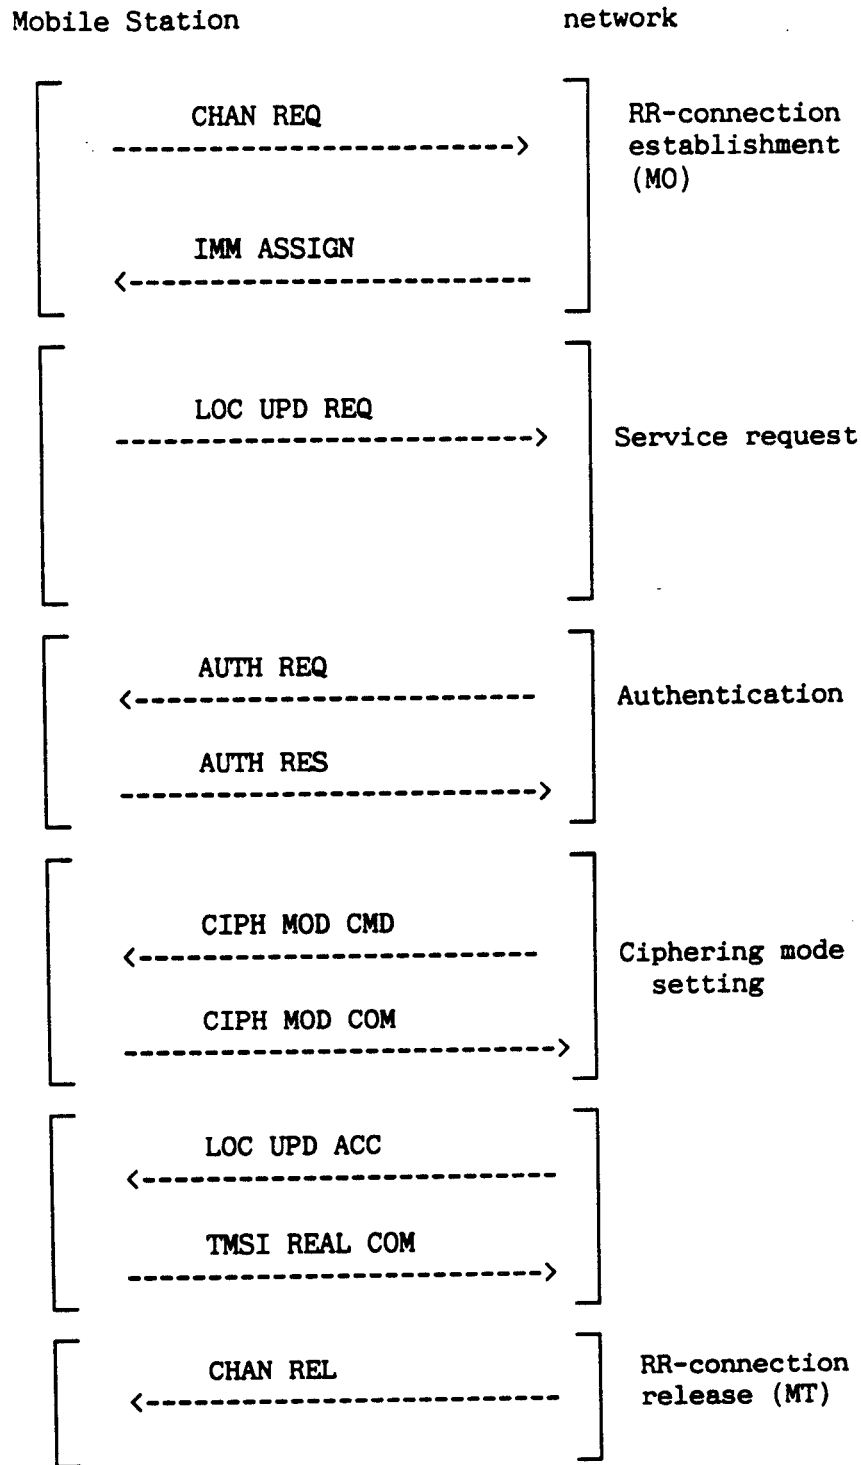 Mobile Station network
CHAN REQ
RR-connection
establishment
(MO)
IMM ASSIGN
LOC UPD REQ
Service request
AUTH REQ
Authentication
AUTH RES
CIPH MOD CMD
Ciphering mode
setting
CIPH MOD COM
LOC UPD ACC
TMSI REAL COM
CHAN REL
RR-connection
release (MT)